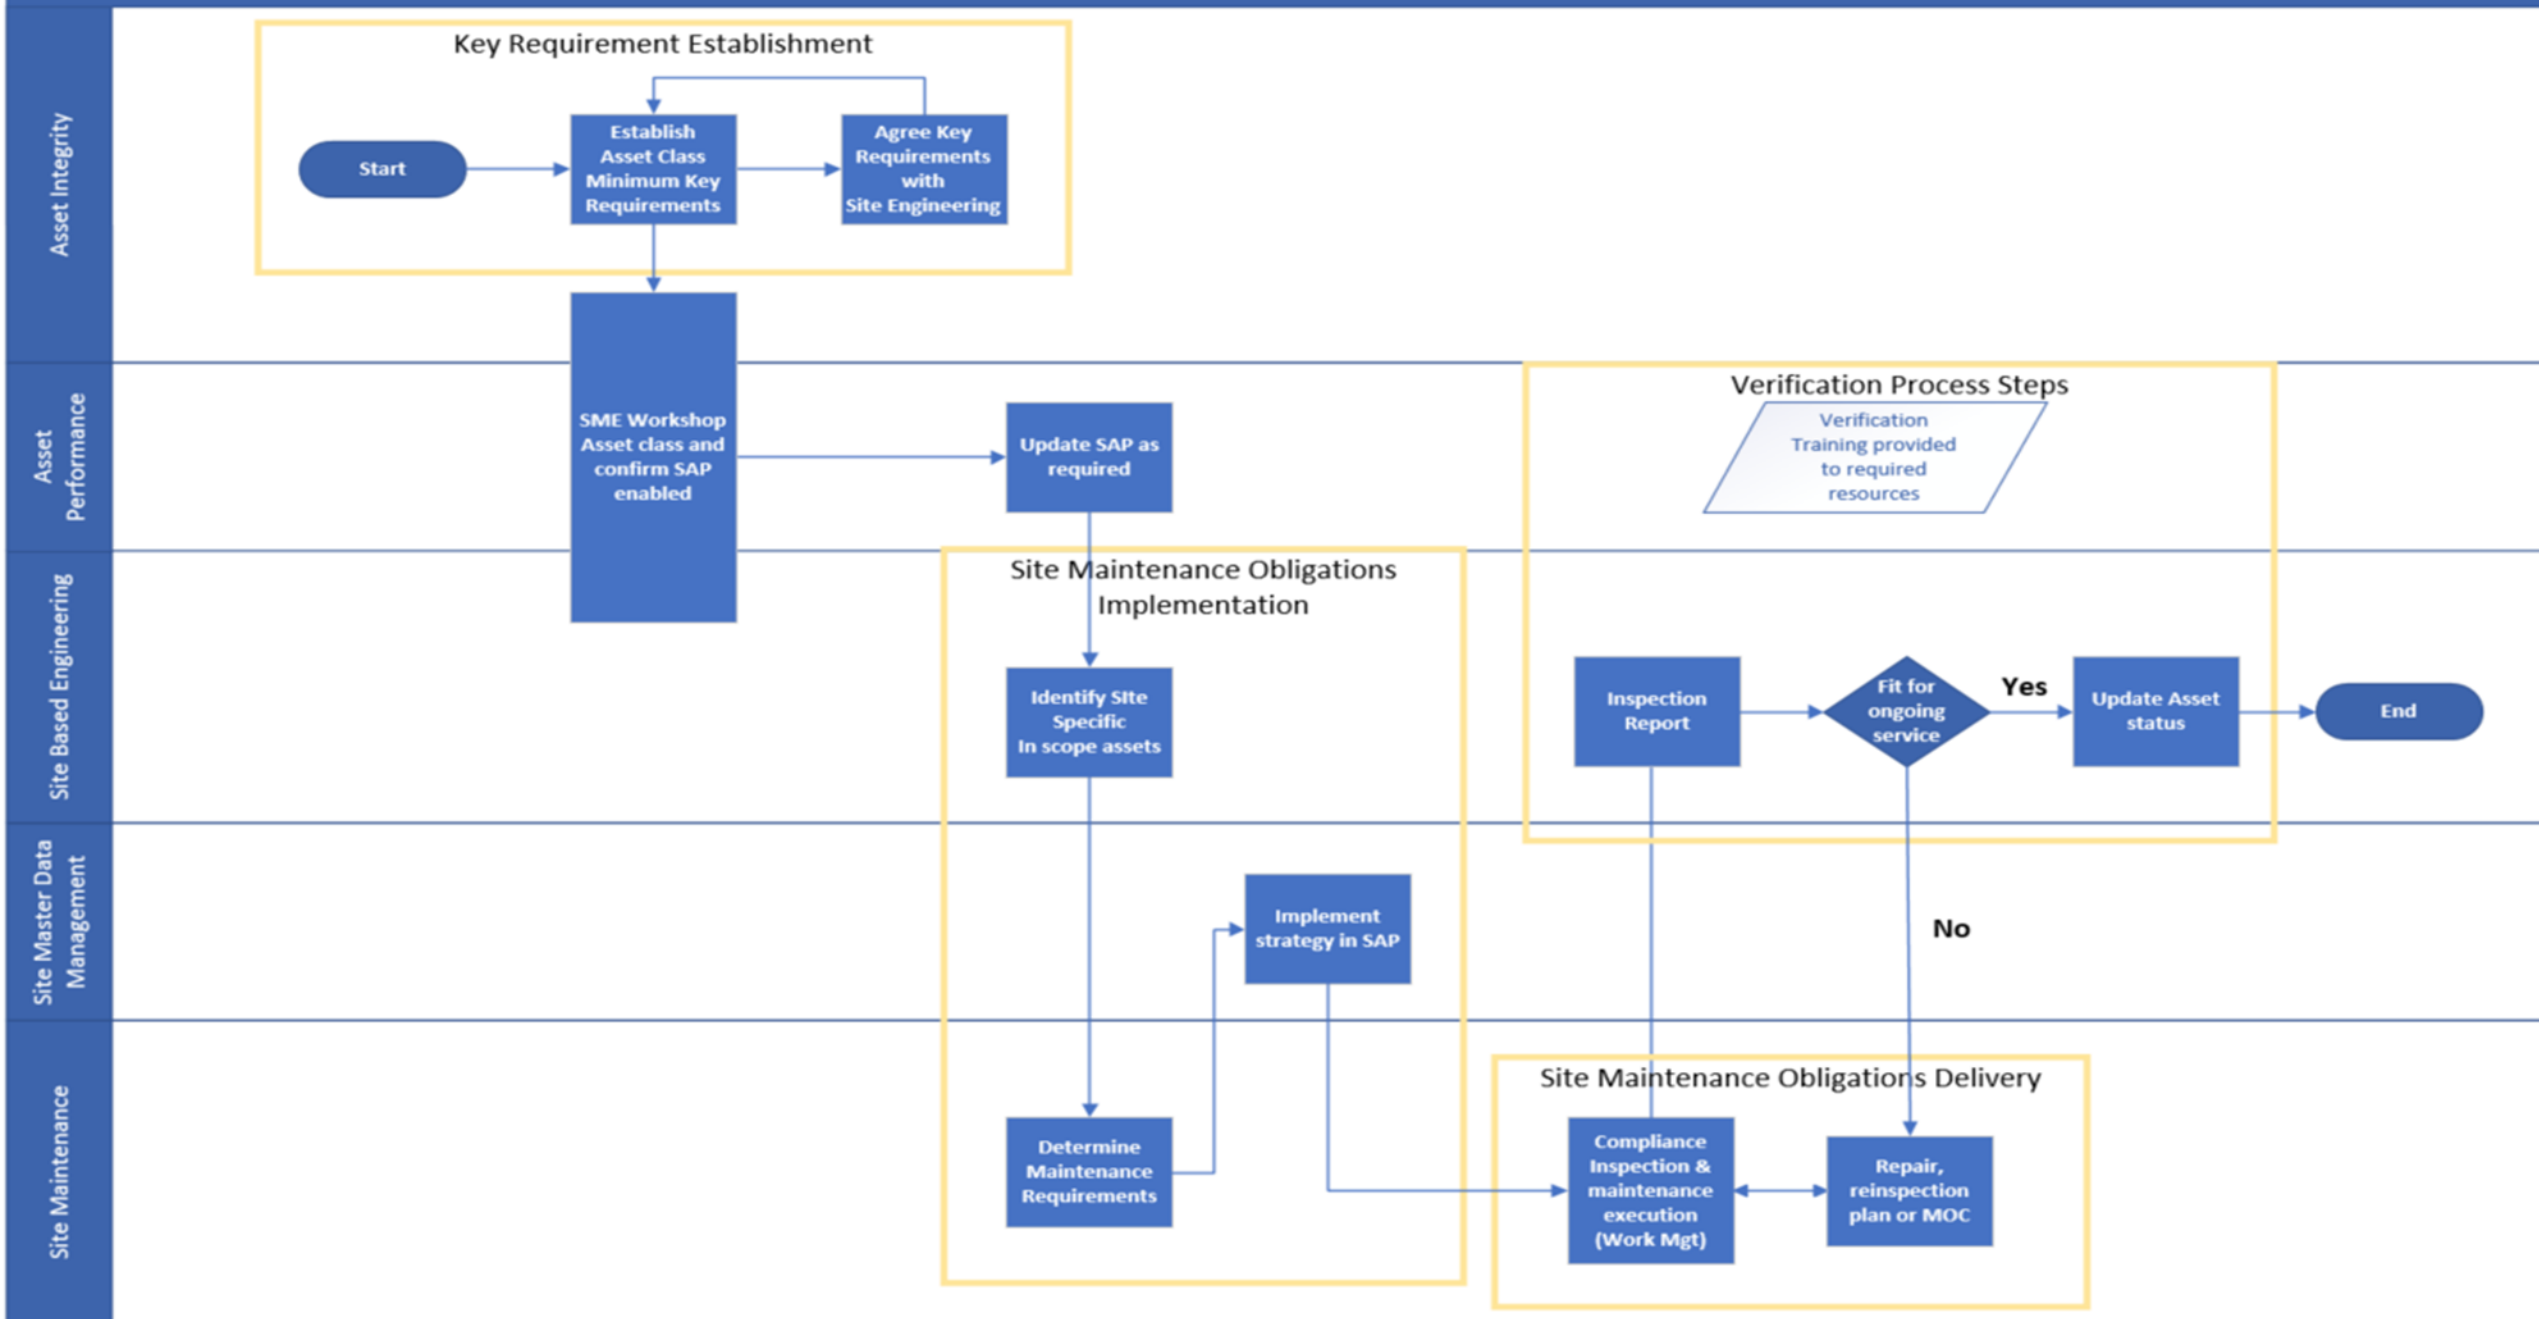 Key Requirement Establishment
Asset Integrity
Start
Establish
Asset Class
Minimum Key
Requirements
Agree Key
Requirements
with
Site Engineering
Asset
Performance
SME Workshop
Asset class and
confirm SAP
enabled
Update SAP as
required
Verification Process Steps
Verification
Training provided
to required
resources
Site Based Engineering
Site Maintenance Obligations
Implementation
Identify SIte
Specific
In scope assets
Inspection
Report
Fit for
ongoing
service
Yes
Update Asset
status
End
Site Master Data
Management
Implement
strategy in SAP
No
Site Maintenance
Determine
Maintenance
Requirements
Site Maintenance Obligations Delivery
Compliance
Inspection &
maintenance
execution
(Work Mgt)
Repair,
reinspection
plan or MOC